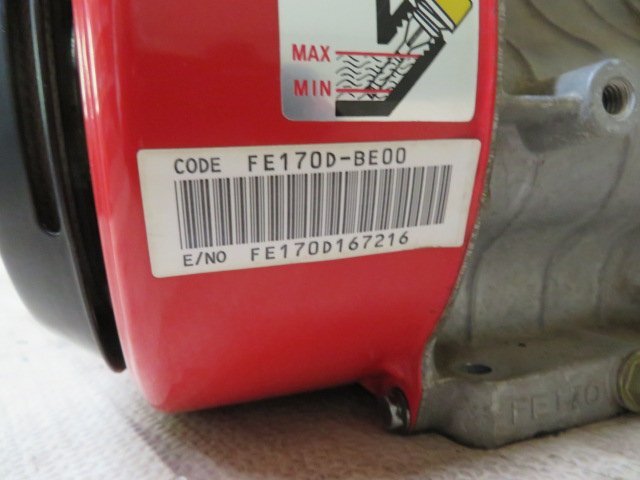 MAX
MIN
CODE FE170D-BE00
E/NO FE170D167216